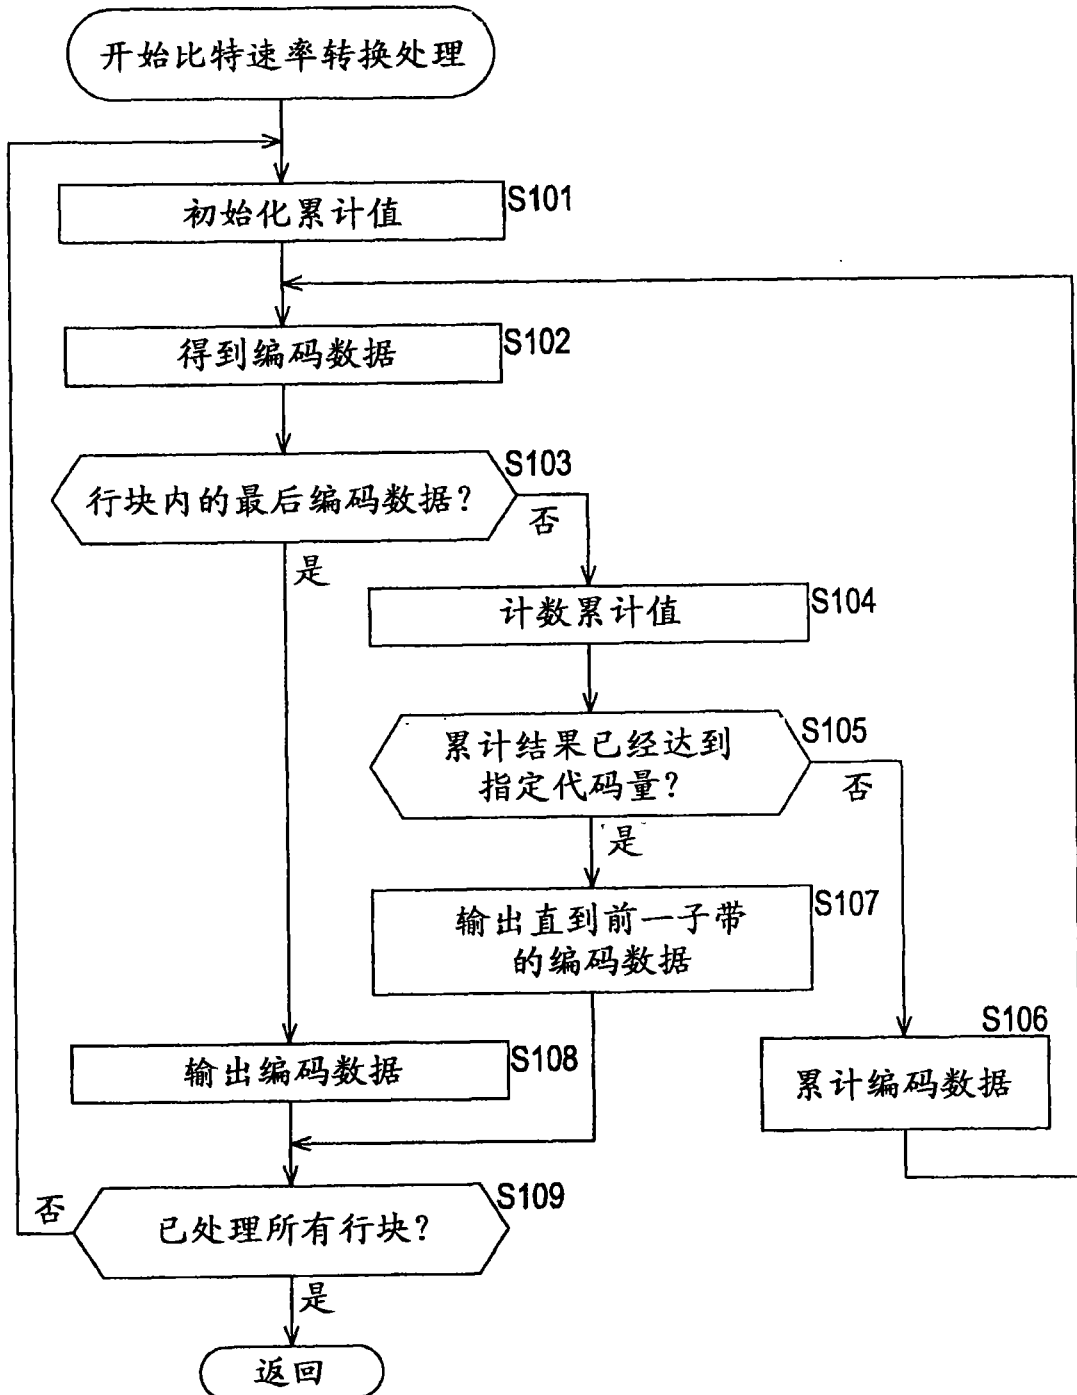 开始比特速率转换处理
S101
初始化累计值
S102
得到编码数据
S103
行块内的最后编码数据?
否
是
S104
计数累计值
S105
累计结果已经达到
指定代码量?
否
是
S107
输出直到前一子带
的编码数据
S106
累计编码数据
S108
输出编码数据
S109
否
已处理所有行块?
是
返回